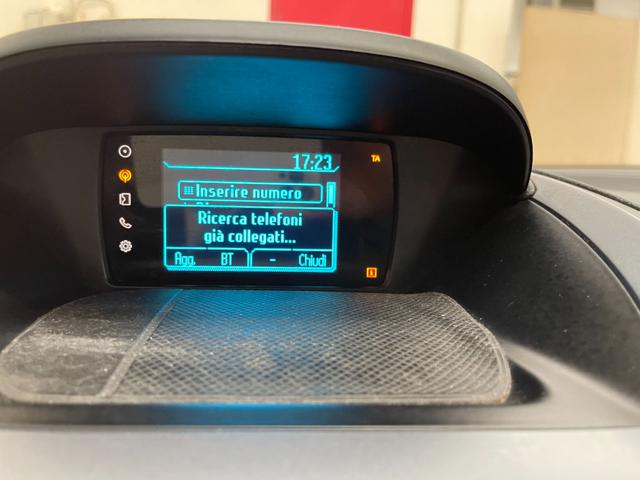 17:23
TA
Inserire numero
Ricerca telefoni
già collegati...
Agg. BT - Chiudi
i